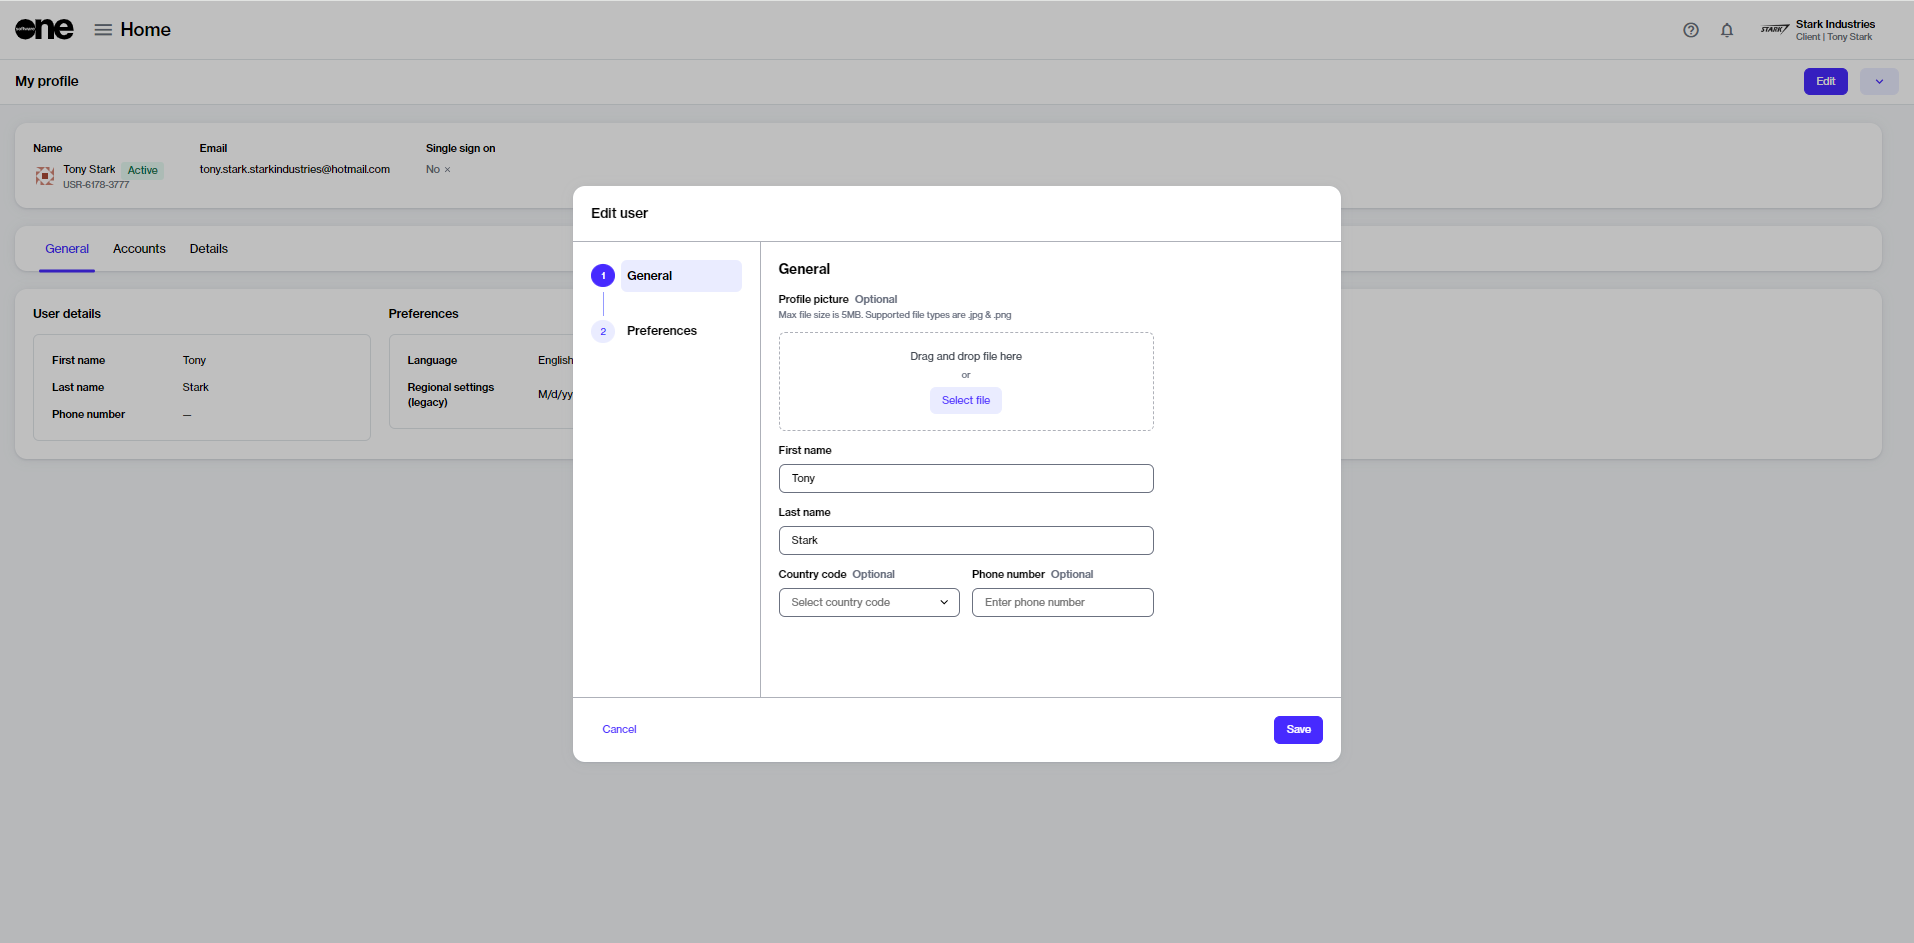 software one
Home
Stark Industries
Client | Tony Stark
STARK
My profile
Edit
Name
Email
Single sign on
Tony Stark
Active
USR-6178-3777
tony.stark.starkindustries@hotmail.com
No ×
General
Accounts
Details
User details
First name
Tony
Last name
Stark
Phone number
—
Preferences
Language
English
Regional settings
(legacy)
M/d/yy
Edit user
1
General
2
Preferences
General
Profile picture Optional
Max file size is 5MB. Supported file types are .jpg & .png
Drag and drop file here
or
Select file
First name
Tony
Last name
Stark
Country code Optional
Phone number Optional
Select country code
Enter phone number
Cancel
Save